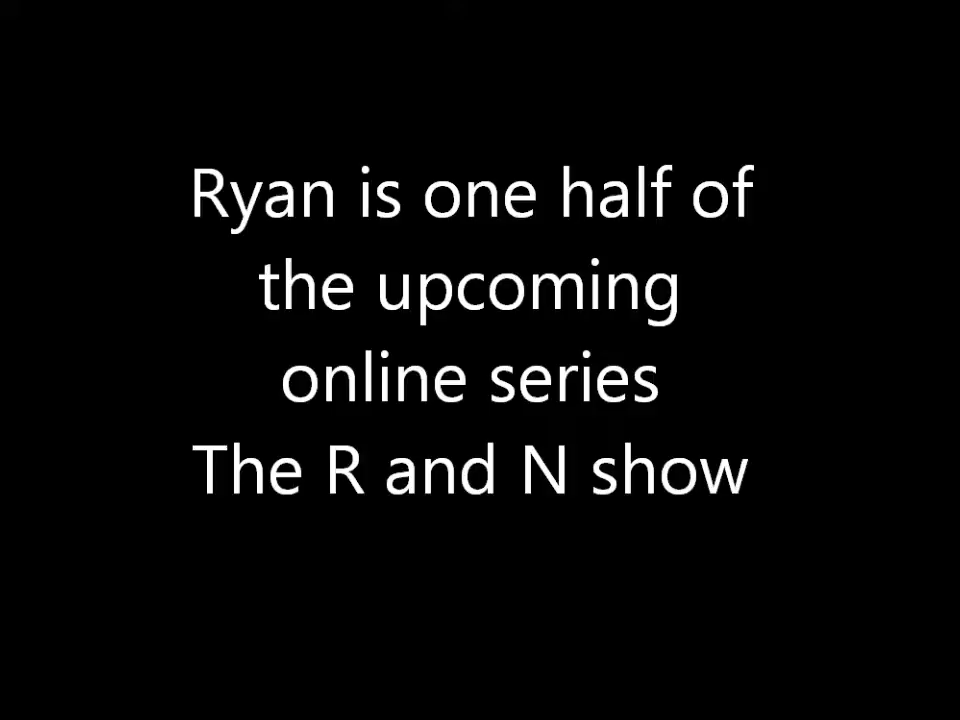 Ryan is one half of
the upcoming
online series
The R and N show